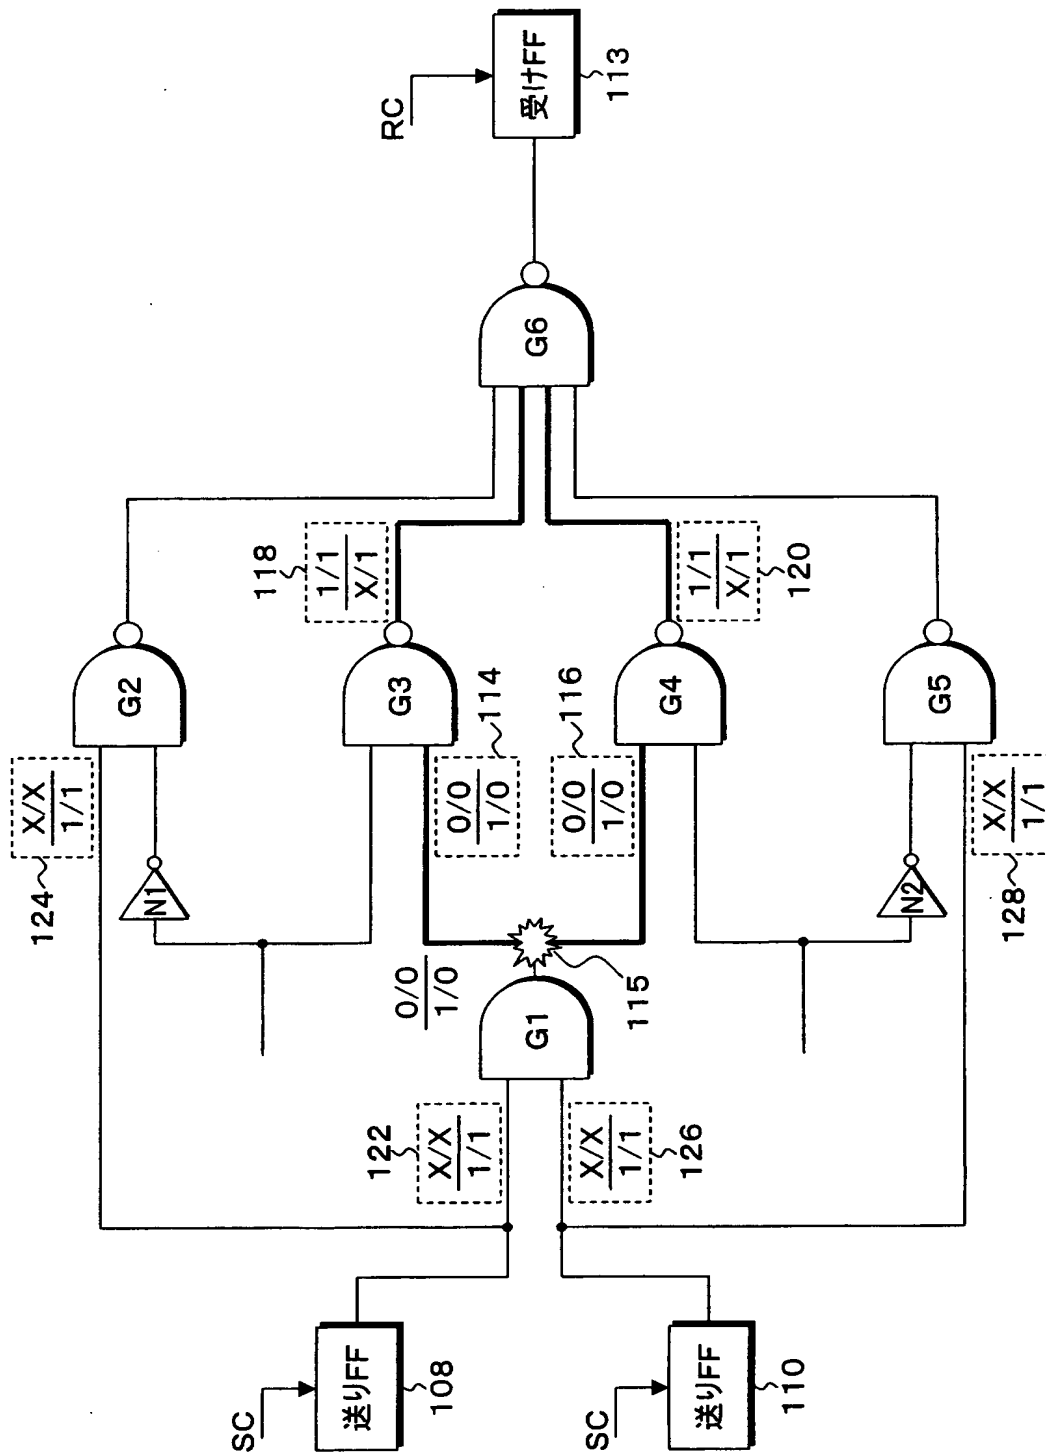 SC
送りFF
108
SC
送りFF
110
X/X
1/1
122
X/X
1/1
126
G1
0/0
1/0
115
X/X
1/1
124
N1
G2
0/0
1/0
114
G3
1/1
X/1
118
0/0
1/0
116
G4
1/1
X/1
120
N2
X/X
1/1
128
G5
G6
RC
受けFF
113